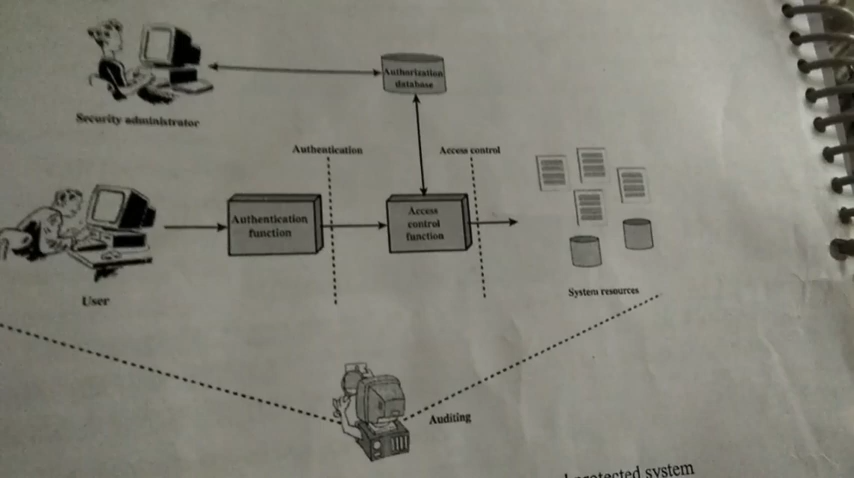 Authorization
database
Security administrator
Authentication
Access control
Authentication
function
Access
control
function
User
System resources
Auditing
protected system